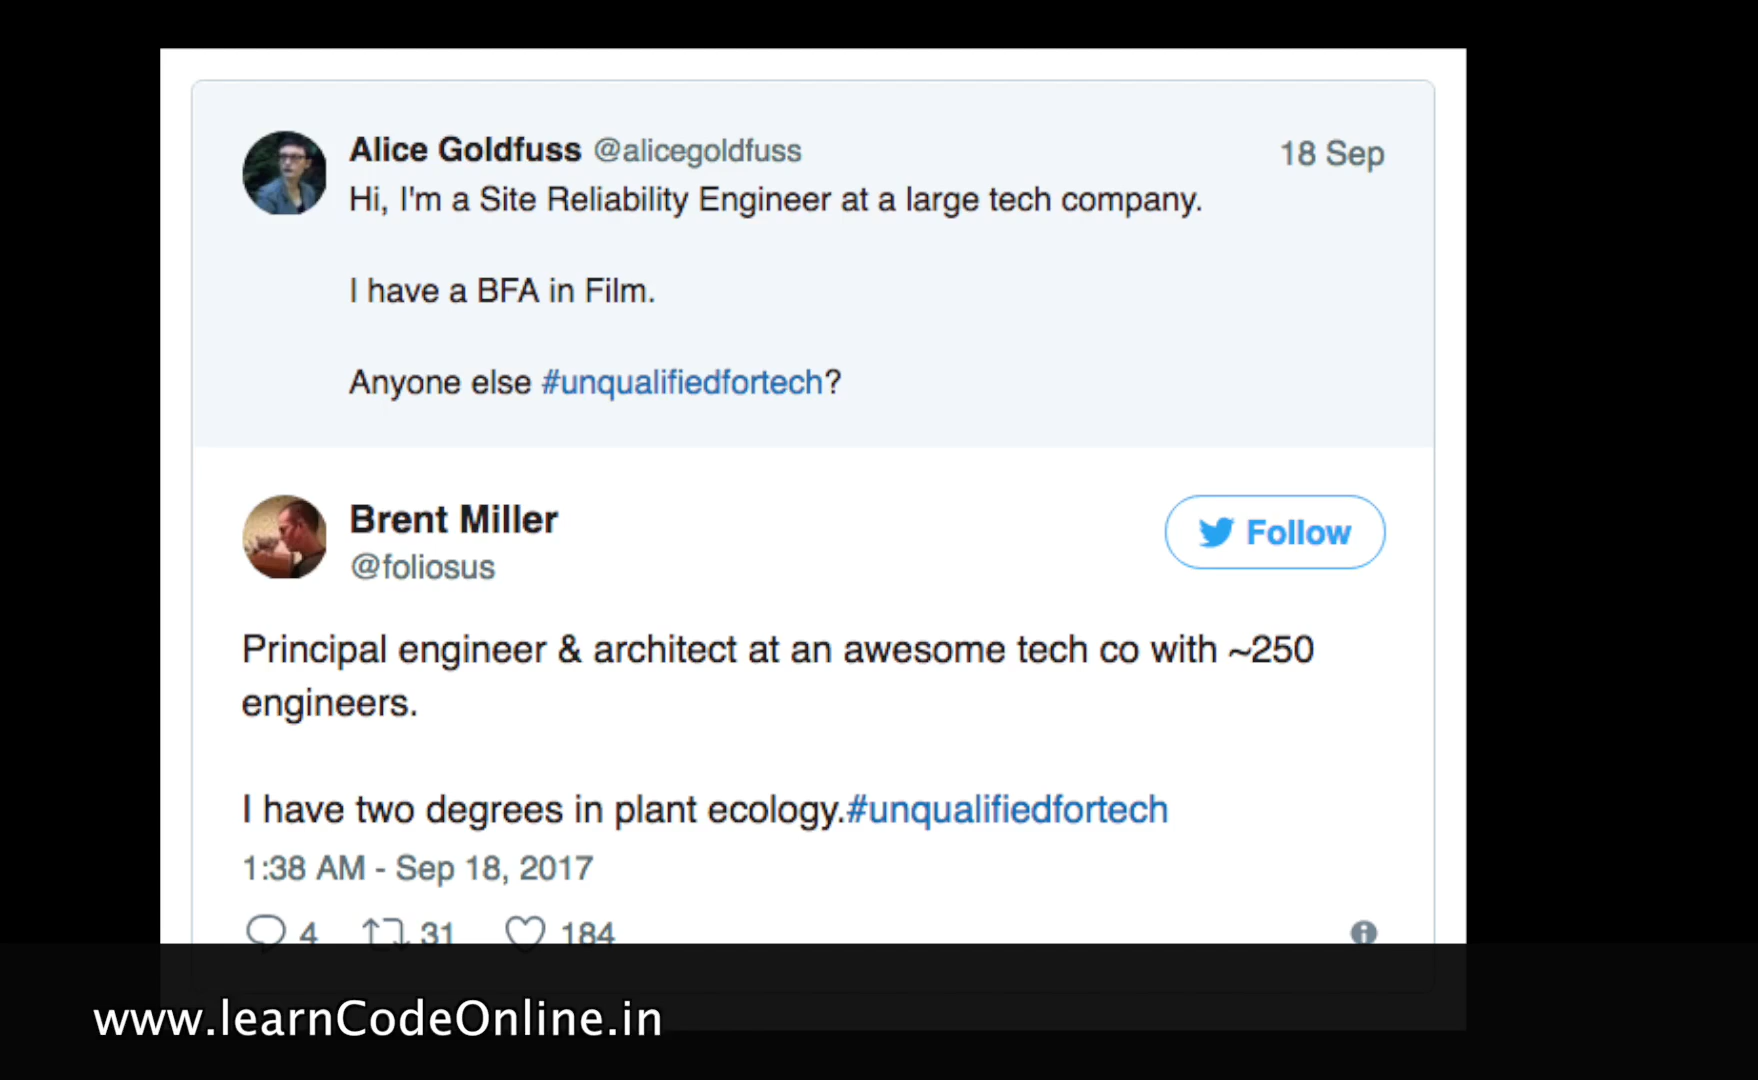 Alice Goldfuss @alicegoldfuss 18 Sep
Hi, I'm a Site Reliability Engineer at a large tech company.
I have a BFA in Film.
Anyone else #unqualifiedfortech?
Brent Miller
Follow
@foliosus
Principal engineer & architect at an awesome tech co with ~250
engineers.
I have two degrees in plant ecology.#unqualifiedfortech
1:38 AM - Sep 18, 2017
4 31 184
www.learnCodeOnline.in